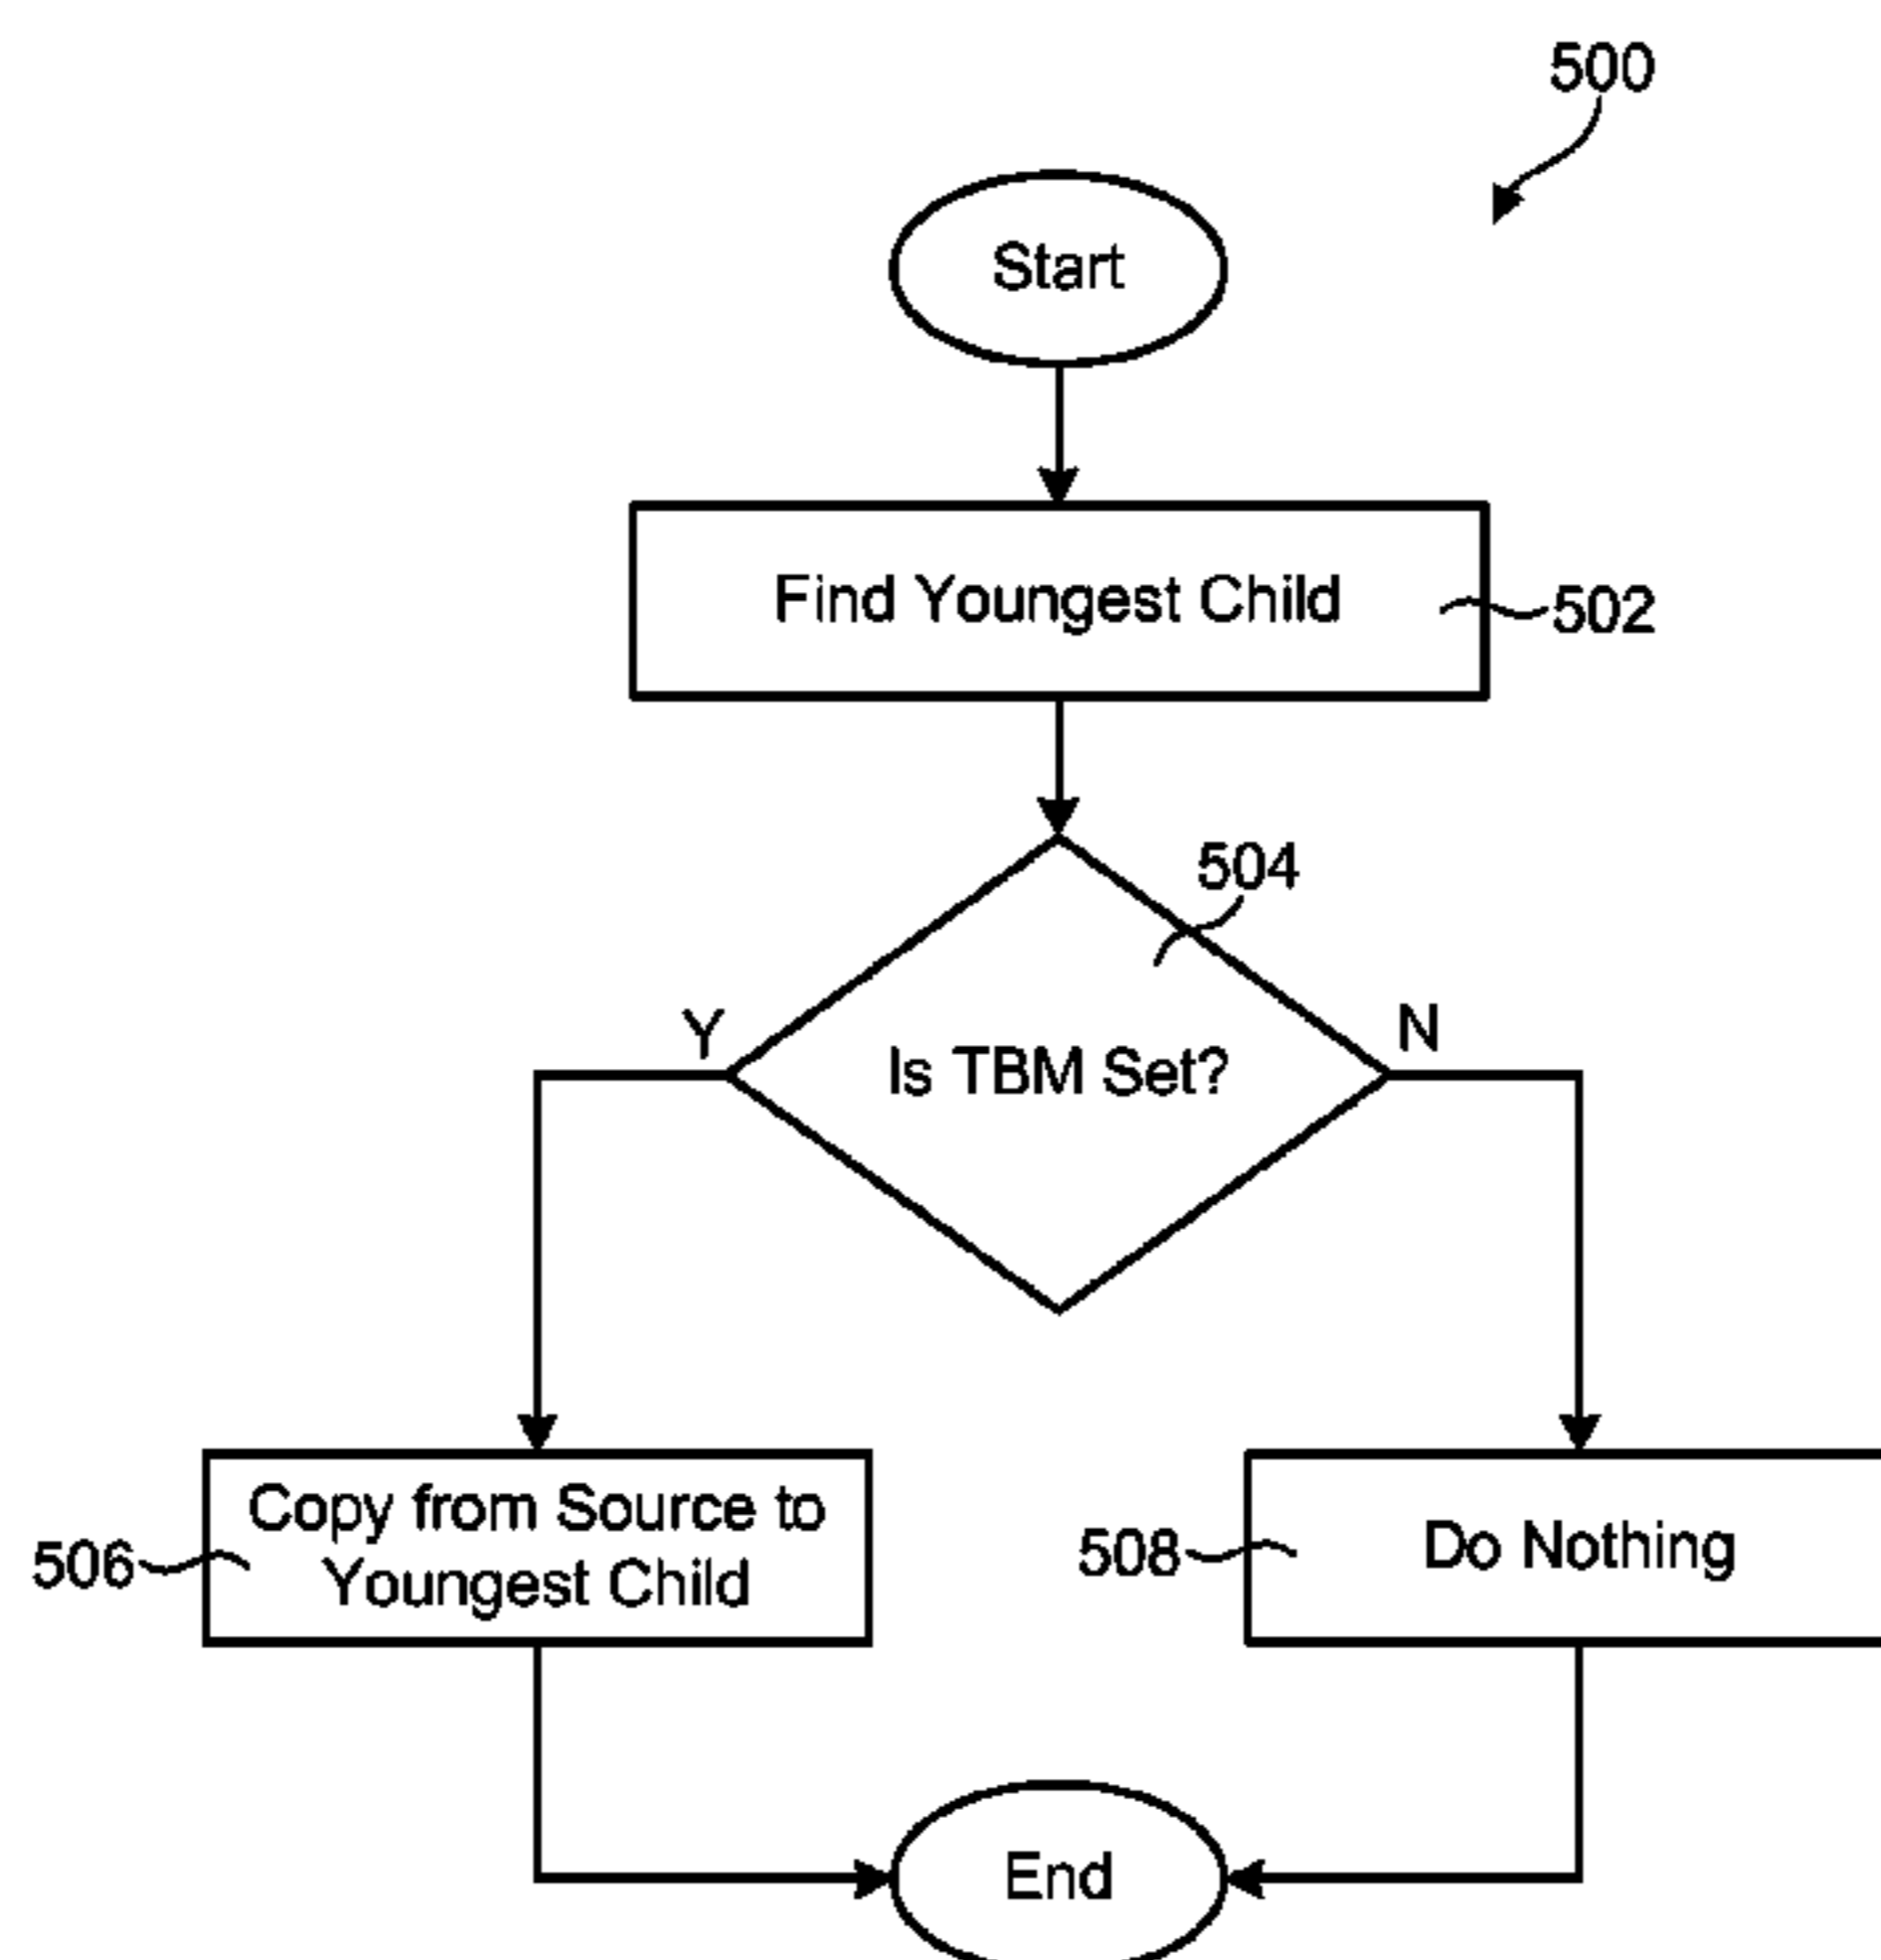 500
Start
Find Youngest Child
502
504
Y
N
Is TBM Set?
Copy from Source to
Youngest Child
506
508
Do Nothing
End